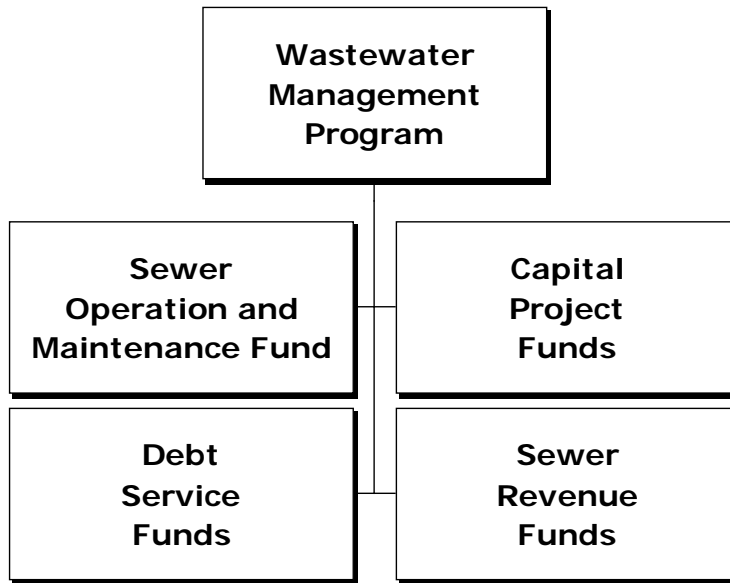 Wastewater
Management
Program
Sewer
Operation and
Maintenance Fund
Capital
Project
Funds
Debt
Service
Funds
Sewer
Revenue
Funds